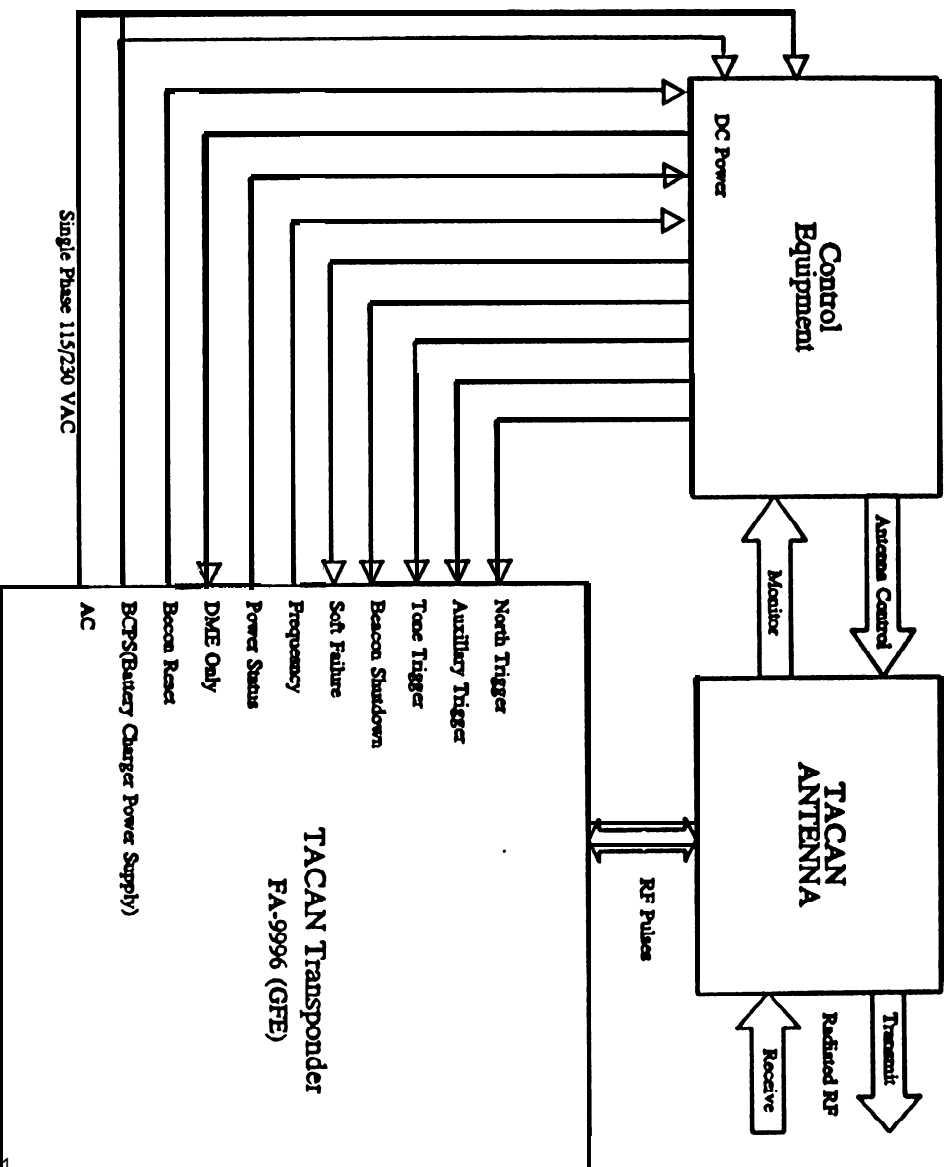 Control
Equipment
DC Power
Antenna Control
Monitor
TACAN
ANTENNA
Transmit
Radiated RF
Receive
RF Pulses
North Trigger
Auxillary Trigger
Tone Trigger
Beacon Shutdown
Soft Failure
Frequency
Power Status
DME Only
Becon Reset
BCPS(Battery Charger Power Supply)
AC
TACAN Transponder
FA-9996 (GFE)
Single Phase 115/230 VAC